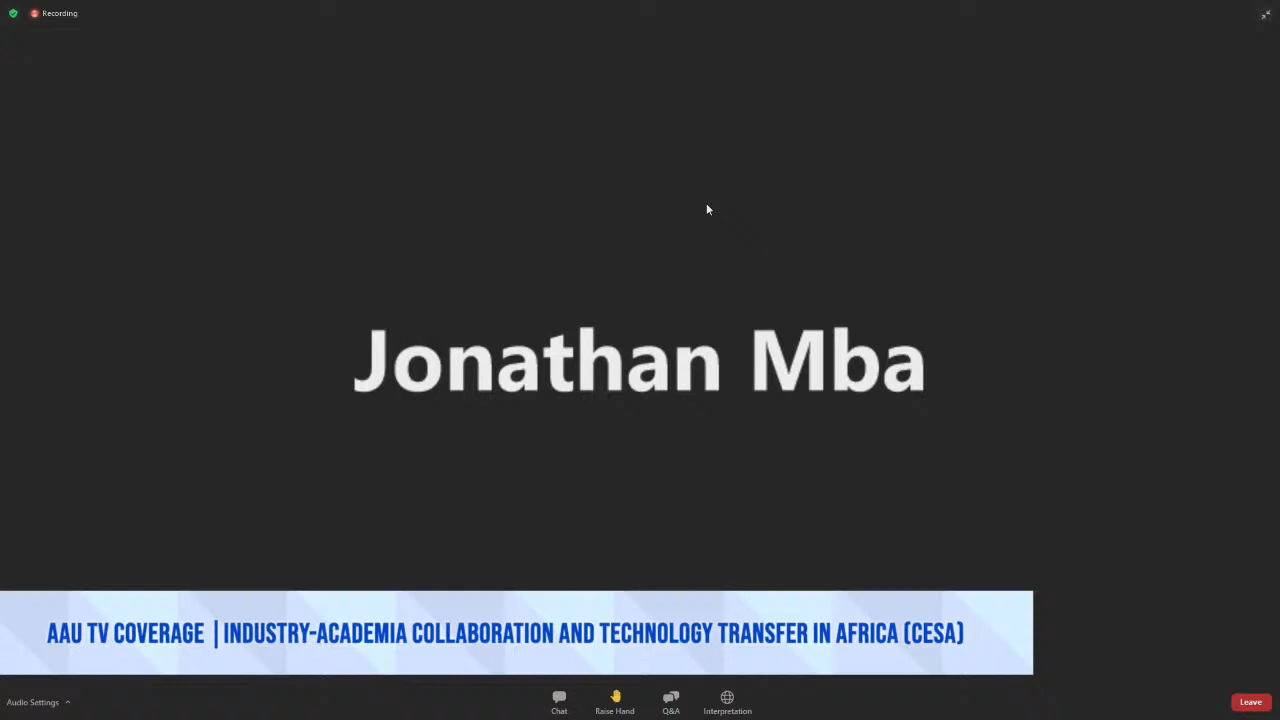 Recording
Jonathan Mba
AAU TV COVERAGE | INDUSTRY-ACADEMIA COLLABORATION AND TECHNOLOGY TRANSFER IN AFRICA (CESA)
Audio Settings
Chat
Raise Hand
Q&A
Interpretation
Leave